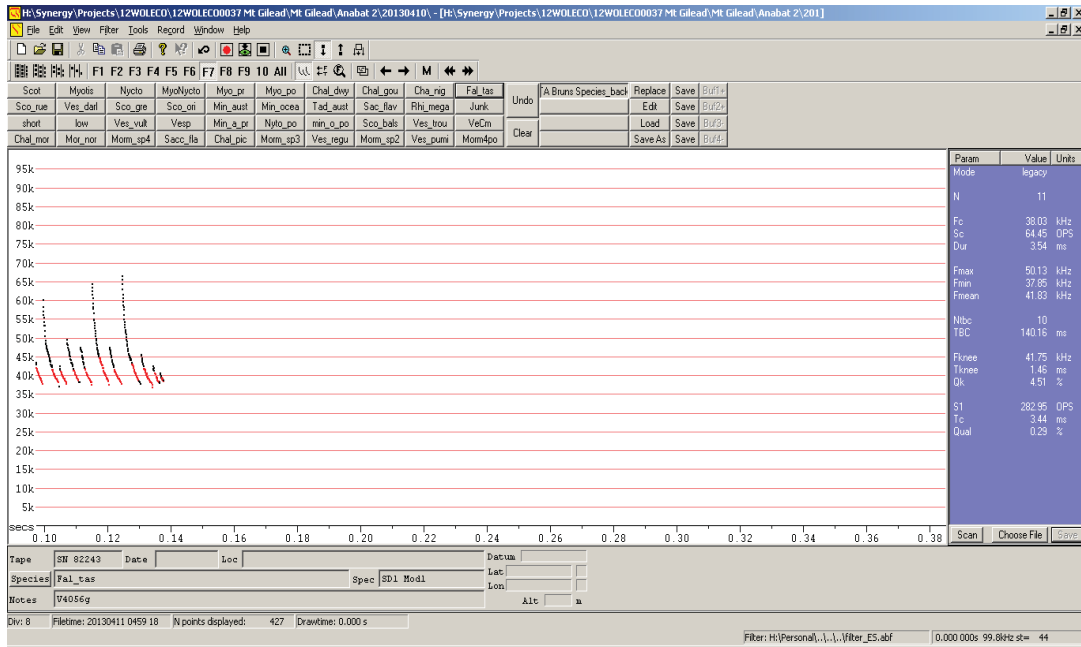 H:\Synergy\Projects\12WOLECO\12WOLECO0037 Mt Gilead\Mt Gilead\Anabat 2\20130410\ - [H:\Synergy\Projects\12WOLECO\12WOLECO0037 Mt Gilead\Mt Gilead\Anabat 2\201]
File Edit View Filter Tools Record Window Help
F1 F2 F3 F4 F5 F6 F7 F8 F9 10 All M
Scot Myotis Nycto MyoNycto Myo_pr Myo_po Chal_dwy Chal_gou Cha_nig Fal_tas Undo TA Bruns Species_back Replace Save Buf1+
Sco_rue Ves_darl Sco_gre Sco_ori Min_aust Min_ocea Tad_aust Sac_flav Rhi_mega Junk Edit Save Buf2+
short low Ves_vult Vesp Min_a_pr Nyto_po min_o_po Sco_bals Ves_trou VeCm Clear Load Save Buf3-
Chal_mor Mor_nor Morm_sp4 Sacc_fla Chal_pic Morm_sp3 Ves_regu Morm_sp2 Ves_pumi Morm4po Save As Save Buf4-
95k
90k
85k
80k
75k
70k
65k
60k
55k
50k
45k
40k
35k
30k
25k
20k
15k
10k
5k
secs
0.10 0.12 0.14 0.16 0.18 0.20 0.22 0.24 0.26 0.28 0.30 0.32 0.34 0.36 0.38
Param Value Units
Mode legacy
N 11
Fc 38.03 kHz
Sc 64.45 OPS
Dur 3.54 ms
Fmax 50.13 kHz
Fmin 37.85 kHz
Fmean 41.83 kHz
Ntbc 10
TBC 140.16 ms
Fknee 41.75 kHz
Tknee 1.46 ms
Qk 4.51 %
S1 282.95 OPS
Tc 3.44 ms
Qual 0.29 %
Scan Choose File Save
Tape SN 82243 Date Loc Datum
Species Fal_tas Spec SD1 Mod1 Lat
Lon
Notes V4056g Alt m
Div: 8 Filetime: 20130411 0459 18 N points displayed: 427 Drawtime: 0.000 s
Filter: H:\Personal\..\..\..\filter_ES.abf 0.000 000s 99.8kHz st= 44